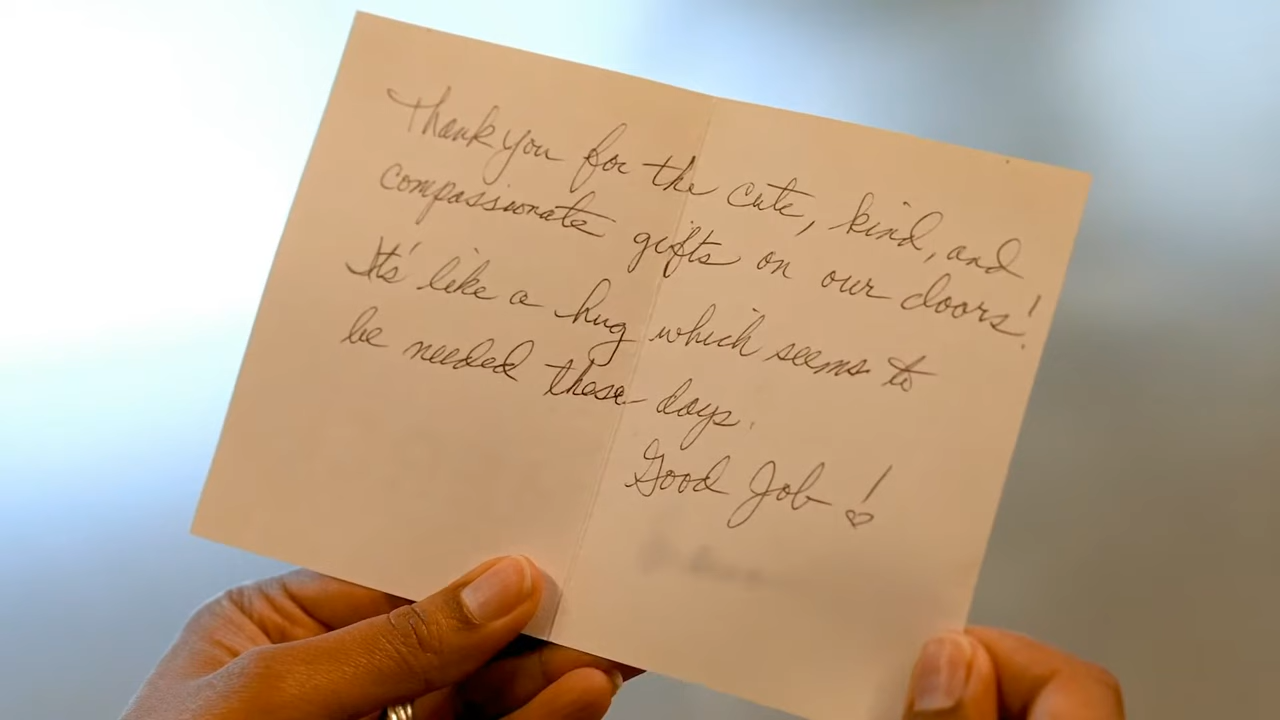 Thank you for the cute, kind, and
compassionate gifts on our doors!
It's like a hug which seems to
be needed these days.
Good Job!